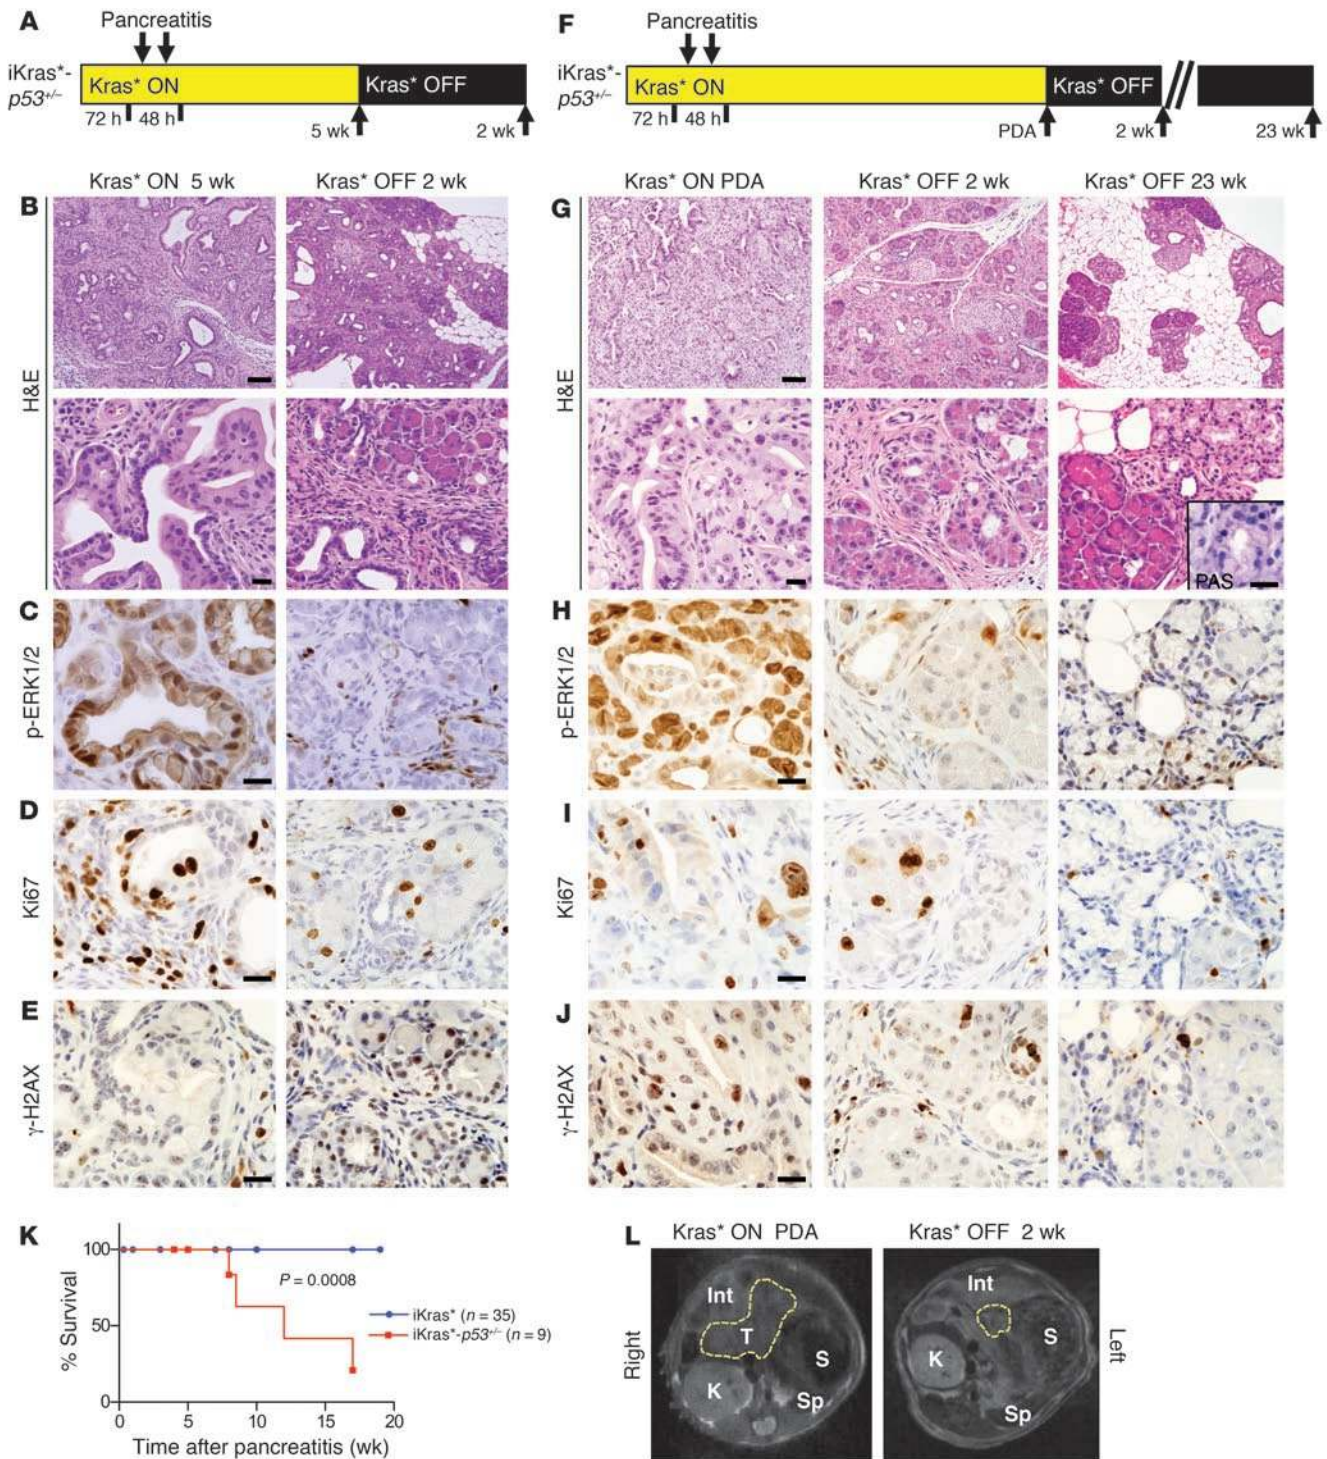 A
Pancreatitis
iKras*-
p53+/–
Kras* ON
Kras* OFF
72 h
48 h
5 wk
2 wk
F
Pancreatitis
iKras*-
p53+/–
Kras* ON
Kras* OFF
72 h
48 h
PDA
2 wk
23 wk
Kras* ON 5 wk
Kras* OFF 2 wk
B
H&E
C
p-ERK1/2
D
Ki67
E
γ-H2AX
Kras* ON PDA
Kras* OFF 2 wk
Kras* OFF 23 wk
G
H&E
PAS
H
p-ERK1/2
I
Ki67
J
γ-H2AX
K
% Survival
100
50
0
P = 0.0008
iKras* (n = 35)
iKras*-p53+/– (n = 9)
0 5 10 15 20
Time after pancreatitis (wk)
L
Kras* ON PDA
Kras* OFF 2 wk
Right
Int
T
S
K
Sp
Int
S
K
Sp
Left